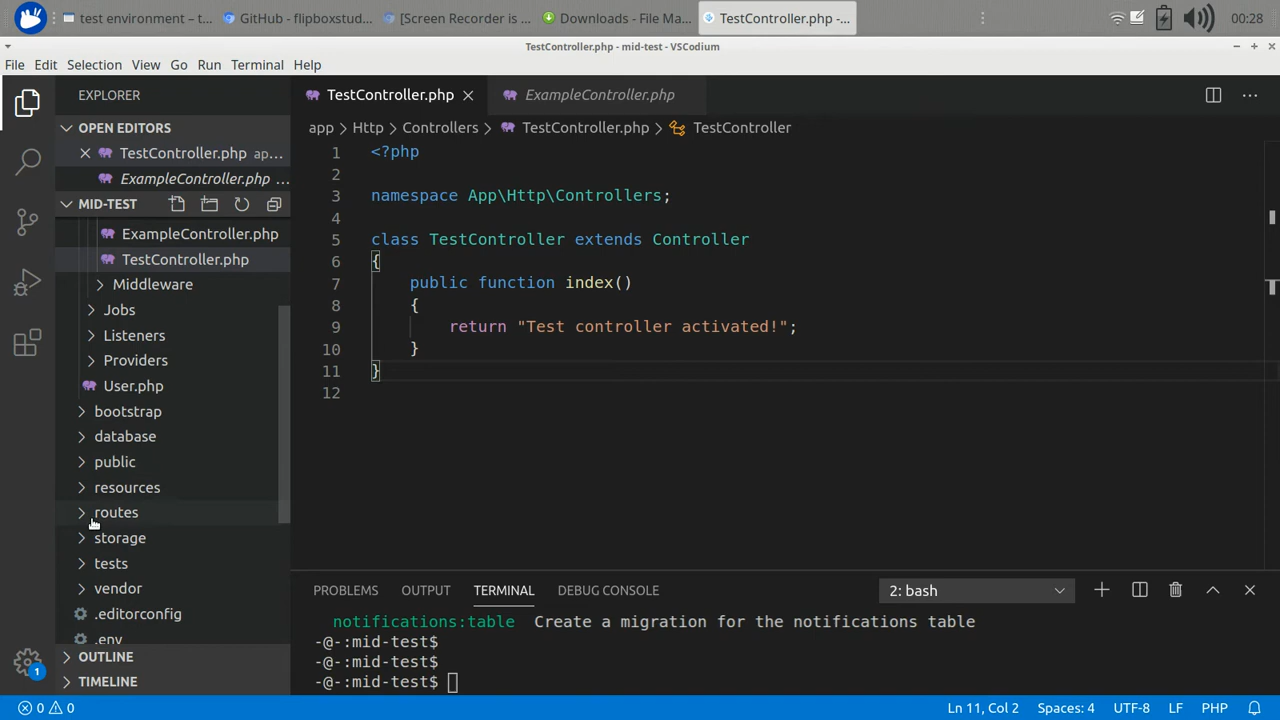 test environment – t...
GitHub - flipboxstud...
[Screen Recorder is ...
Downloads - File Ma...
TestController.php -...
00:28
TestController.php - mid-test - VSCodium
File Edit Selection View Go Run Terminal Help
EXPLORER
OPEN EDITORS
TestController.php ap...
ExampleController.php ...
MID-TEST
ExampleController.php
TestController.php
Middleware
Jobs
Listeners
Providers
User.php
bootstrap
database
public
resources
routes
storage
tests
vendor
.editorconfig
.env
OUTLINE
TIMELINE
1
TestController.php
ExampleController.php
app > Http > Controllers > TestController.php > TestController
1 <?php
2
3 namespace App\Http\Controllers;
4
5 class TestController extends Controller
6 {
7 public function index()
8 {
9 return "Test controller activated!";
10 }
11 }
12
PROBLEMS OUTPUT TERMINAL DEBUG CONSOLE
2: bash
notifications:table Create a migration for the notifications table
-@-:mid-test$
-@-:mid-test$
-@-:mid-test$
0 0
Ln 11, Col 2 Spaces: 4 UTF-8 LF PHP